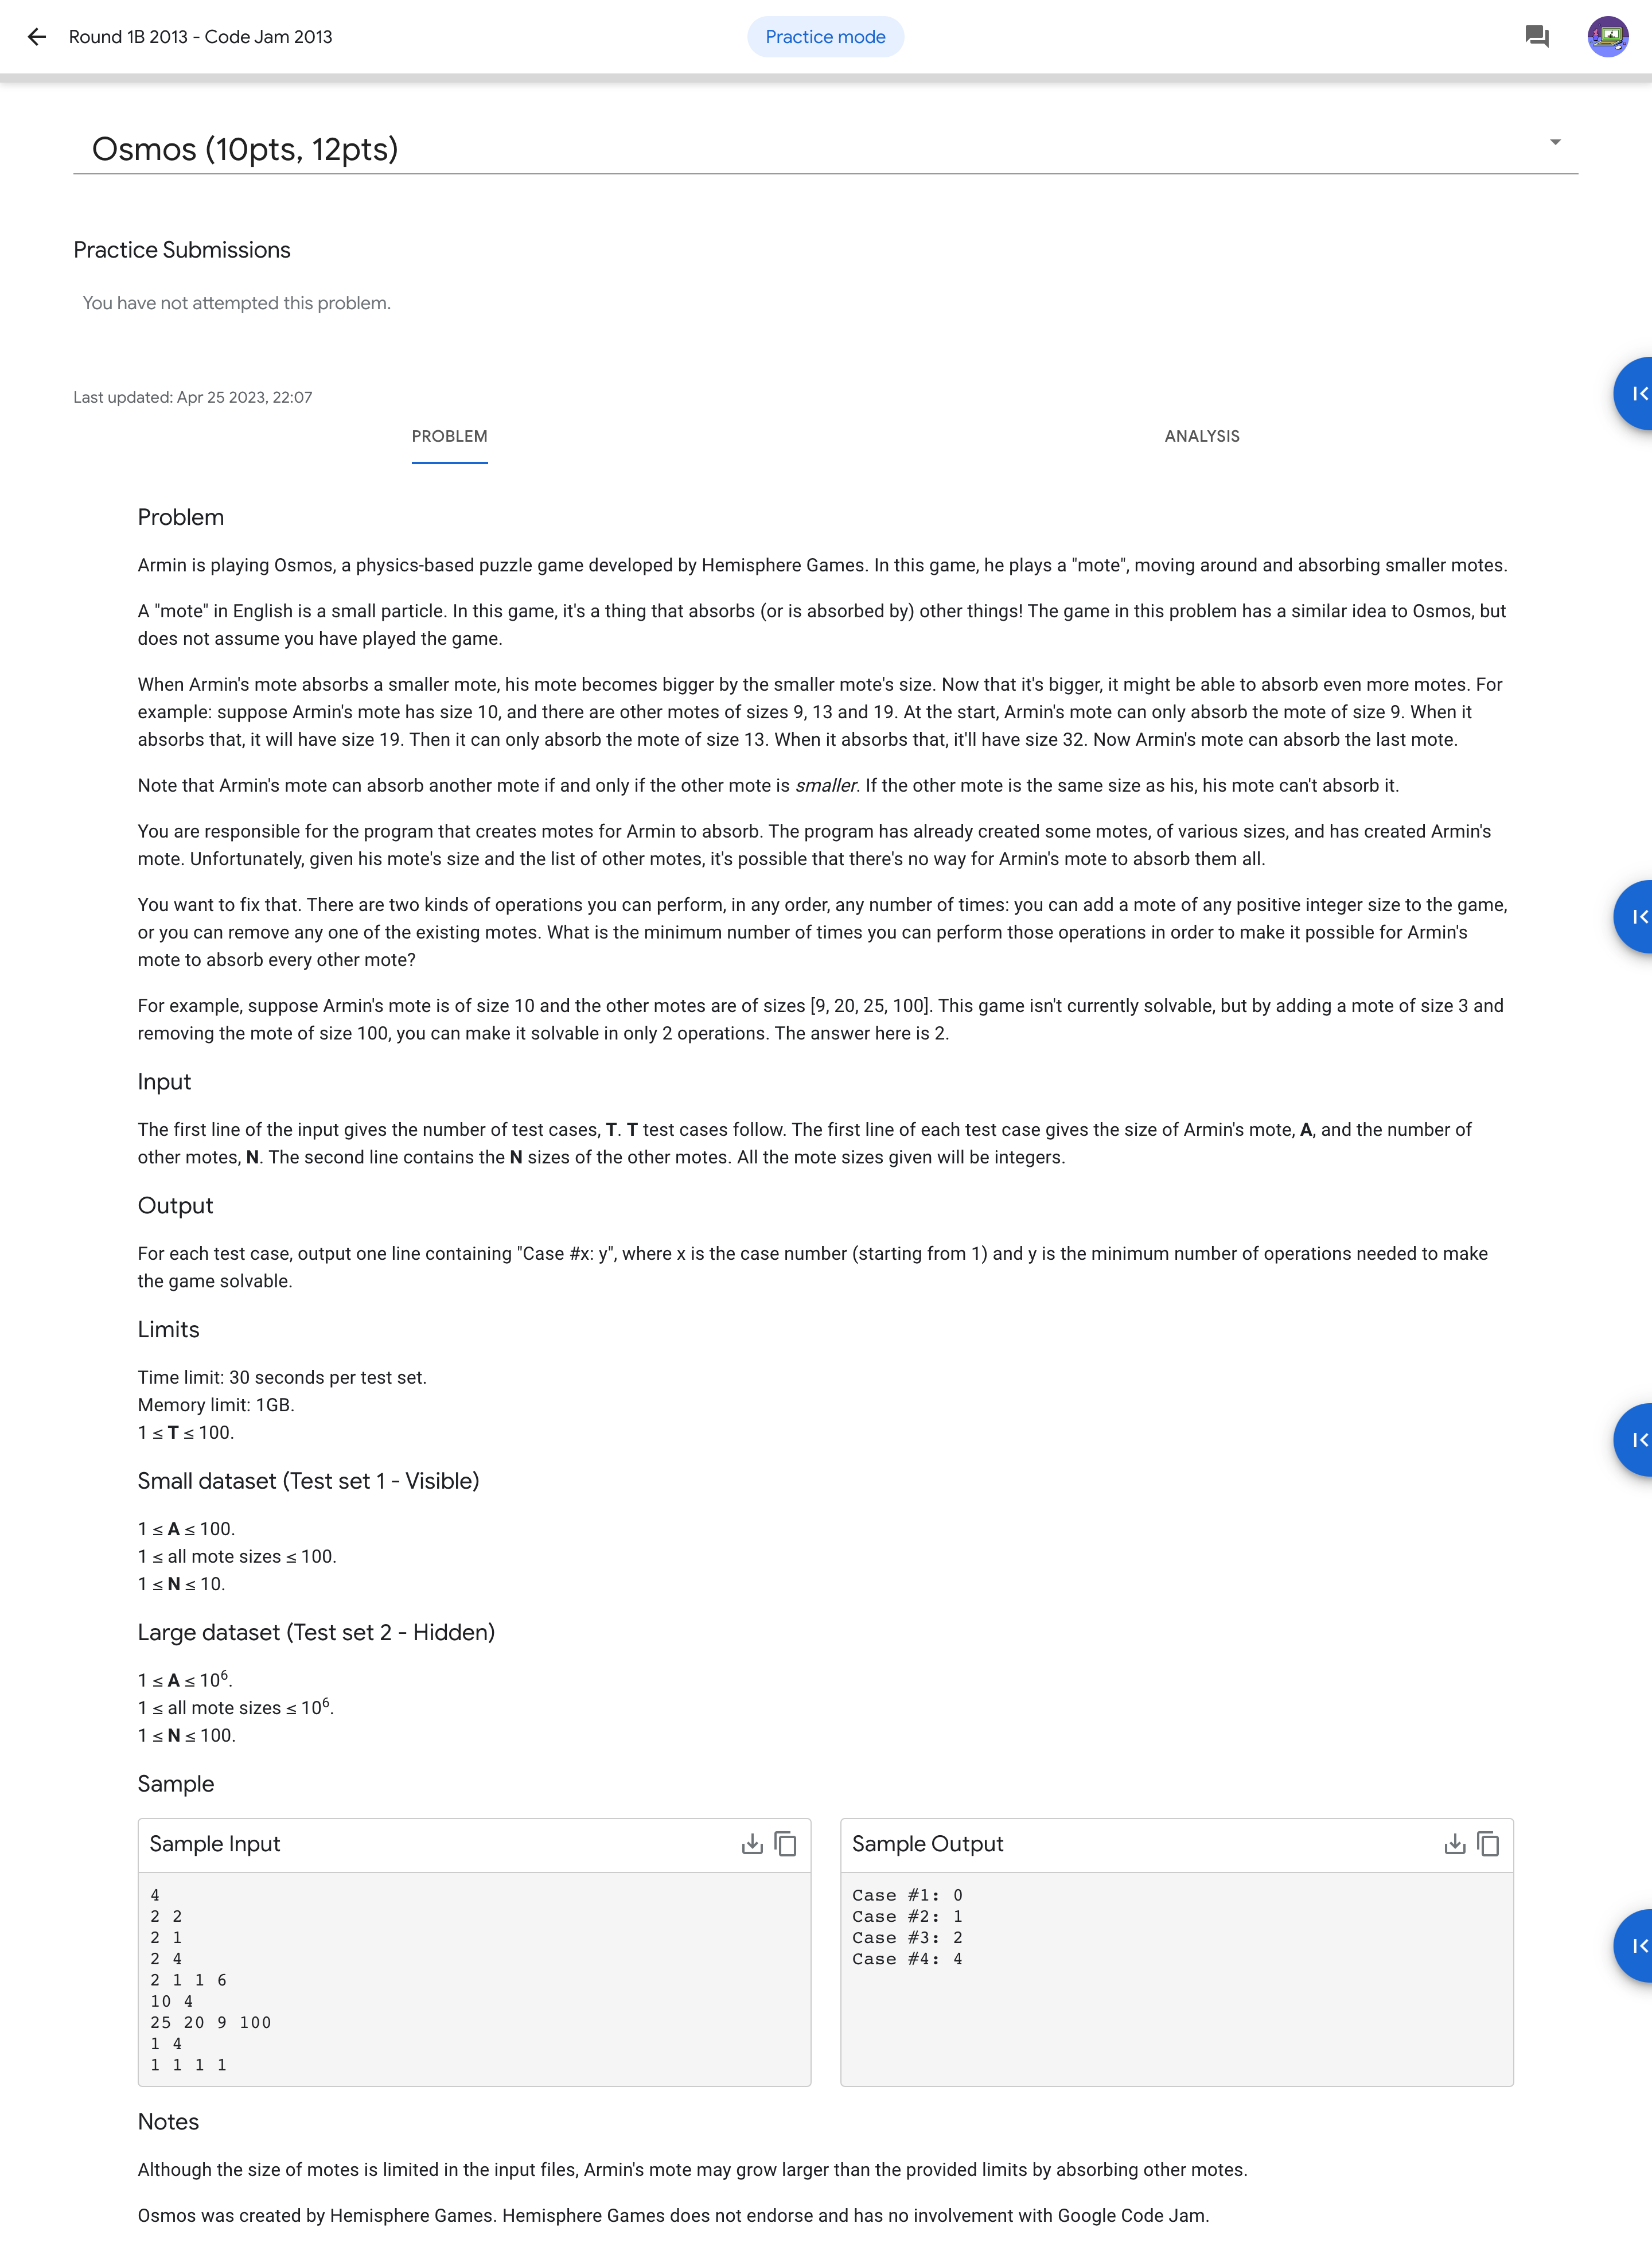 Round 1B 2013 - Code Jam 2013
Practice mode
Osmos (10pts, 12pts)
Practice Submissions
You have not attempted this problem.
Last updated: Apr 25 2023, 22:07
PROBLEM
ANALYSIS
Problem
Armin is playing Osmos, a physics-based puzzle game developed by Hemisphere Games. In this game, he plays a "mote", moving around and absorbing smaller motes.
A "mote" in English is a small particle. In this game, it's a thing that absorbs (or is absorbed by) other things! The game in this problem has a similar idea to Osmos, but
does not assume you have played the game.
When Armin's mote absorbs a smaller mote, his mote becomes bigger by the smaller mote's size. Now that it's bigger, it might be able to absorb even more motes. For
example: suppose Armin's mote has size 10, and there are other motes of sizes 9, 13 and 19. At the start, Armin's mote can only absorb the mote of size 9. When it
absorbs that, it will have size 19. Then it can only absorb the mote of size 13. When it absorbs that, it'll have size 32. Now Armin's mote can absorb the last mote.
Note that Armin's mote can absorb another mote if and only if the other mote is smaller. If the other mote is the same size as his, his mote can't absorb it.
You are responsible for the program that creates motes for Armin to absorb. The program has already created some motes, of various sizes, and has created Armin's
mote. Unfortunately, given his mote's size and the list of other motes, it's possible that there's no way for Armin's mote to absorb them all.
You want to fix that. There are two kinds of operations you can perform, in any order, any number of times: you can add a mote of any positive integer size to the game,
or you can remove any one of the existing motes. What is the minimum number of times you can perform those operations in order to make it possible for Armin's
mote to absorb every other mote?
For example, suppose Armin's mote is of size 10 and the other motes are of sizes [9, 20, 25, 100]. This game isn't currently solvable, but by adding a mote of size 3 and
removing the mote of size 100, you can make it solvable in only 2 operations. The answer here is 2.
Input
The first line of the input gives the number of test cases, T. T test cases follow. The first line of each test case gives the size of Armin's mote, A, and the number of
other motes, N. The second line contains the N sizes of the other motes. All the mote sizes given will be integers.
Output
For each test case, output one line containing "Case #x: y", where x is the case number (starting from 1) and y is the minimum number of operations needed to make
the game solvable.
Limits
Time limit: 30 seconds per test set.
Memory limit: 1GB.
1 ≤ T ≤ 100.
Small dataset (Test set 1 - Visible)
1 ≤ A ≤ 100.
1 ≤ all mote sizes ≤ 100.
1 ≤ N ≤ 10.
Large dataset (Test set 2 - Hidden)
1 ≤ A ≤ 10⁶.
1 ≤ all mote sizes ≤ 10⁶.
1 ≤ N ≤ 100.
Sample
Sample Input
4
2 2
2 1
2 4
2 1 1 6
10 4
25 20 9 100
1 4
1 1 1 1
Sample Output
Case #1: 0
Case #2: 1
Case #3: 2
Case #4: 4
Notes
Although the size of motes is limited in the input files, Armin's mote may grow larger than the provided limits by absorbing other motes.
Osmos was created by Hemisphere Games. Hemisphere Games does not endorse and has no involvement with Google Code Jam.